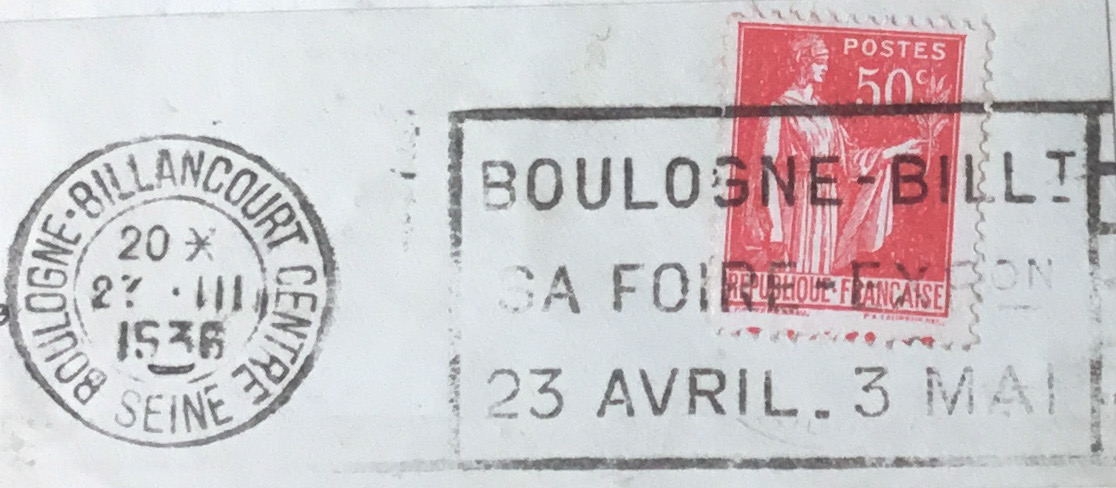 BOULOGNE-BILLANCOURT CENTRE
20 *
27 · III
1936
SEINE
POSTES
50c
REPUBLIQUE-FRANÇAISE
BOULOGNE-BILLT
SA FOIRE-EXPON
23 AVRIL. 3 MAI